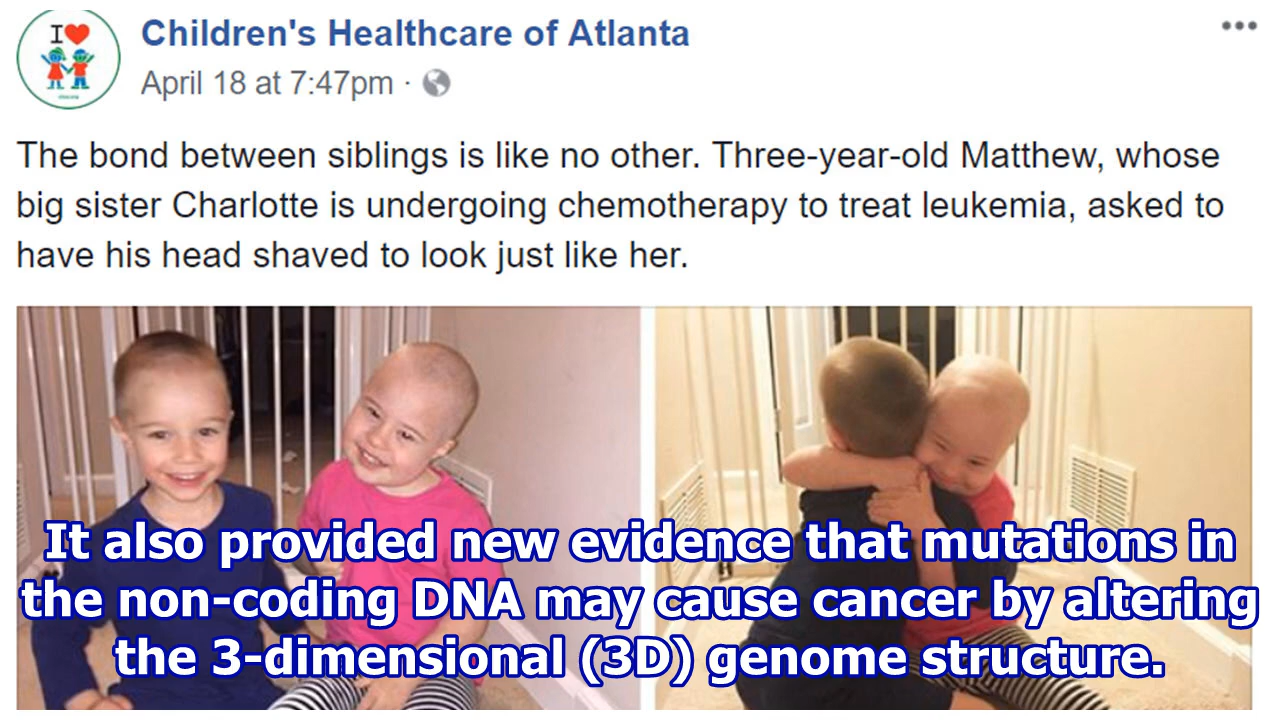 I
Children's Healthcare of Atlanta
April 18 at 7:47pm ·
The bond between siblings is like no other. Three-year-old Matthew, whose
big sister Charlotte is undergoing chemotherapy to treat leukemia, asked to
have his head shaved to look just like her.
It also provided new evidence that mutations in
the non-coding DNA may cause cancer by altering
the 3-dimensional (3D) genome structure.